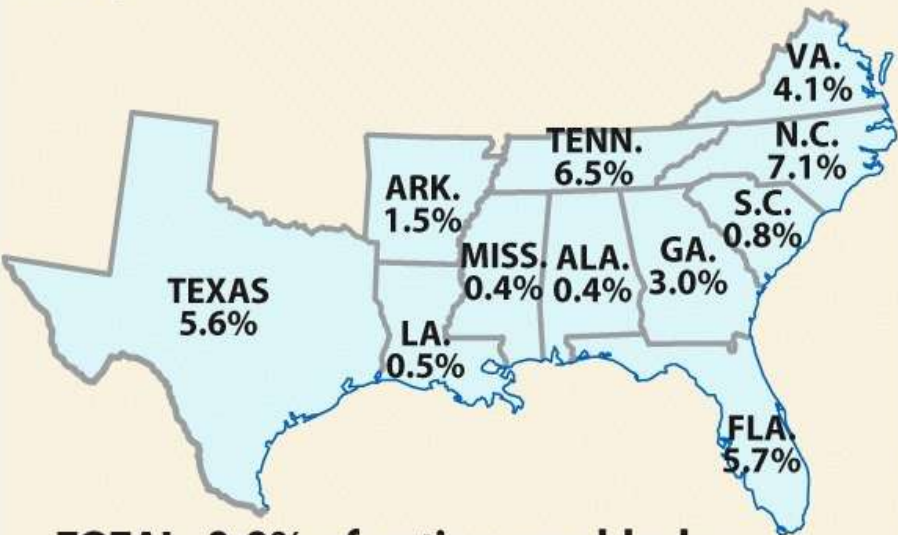 VA.
4.1%
TENN.
6.5%
N.C.
7.1%
ARK.
1.5%
S.C.
0.8%
MISS.
0.4%
ALA.
0.4%
GA.
3.0%
TEXAS
5.6%
LA.
0.5%
FLA.
5.7%